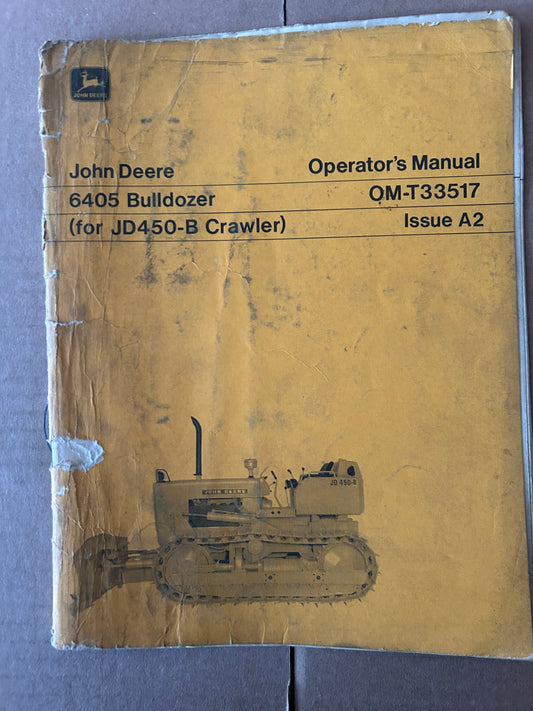 JOHN DEERE
John Deere Operator's Manual
6405 Bulldozer OM-T33517
(for JD450-B Crawler) Issue A2
JOHN DEERE
JD 450-B